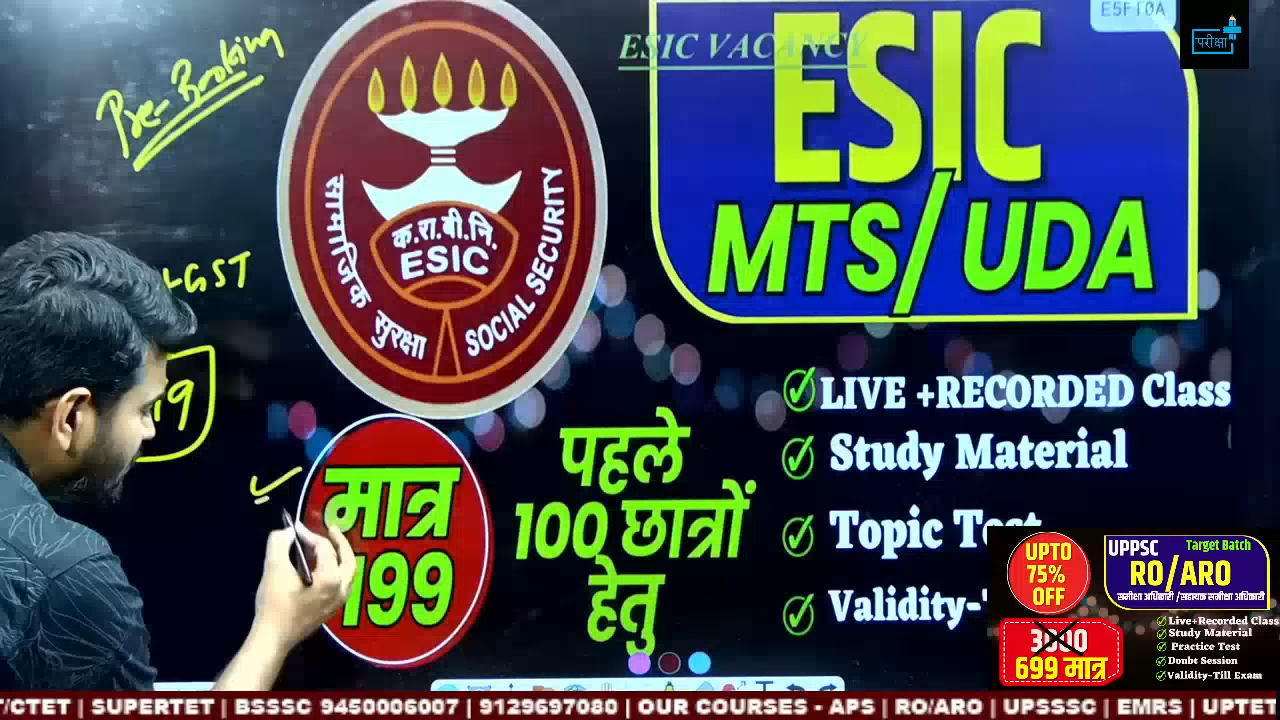 Pre-Booking
ESIC VACANCY
E5F10A
परीक्षा
ESIC
MTS/ UDA
सामाजिक सुरक्षा
क.रा.बी.नि.
ESIC
SOCIAL SECURITY
GST
19
मात्र
199
पहले
100 छात्रों
हेतु
LIVE +RECORDED Class
Study Material
Topic Test
Validity-
UPTO
75%
OFF
3000
699 मात्र
UPPSC Target Batch
RO/ARO
समीक्षा अधिकारी /सहायक समीक्षा अधिकारी
Live+Recorded Class
Study Material
Practice Test
Donbt Session
Validity-Till Exam
/CTET | SUPERTET | BSSSC 9450006007 | 9129697080 | OUR COURSES - APS | RO/ARO | UPSSSC | EMRS | UPTET